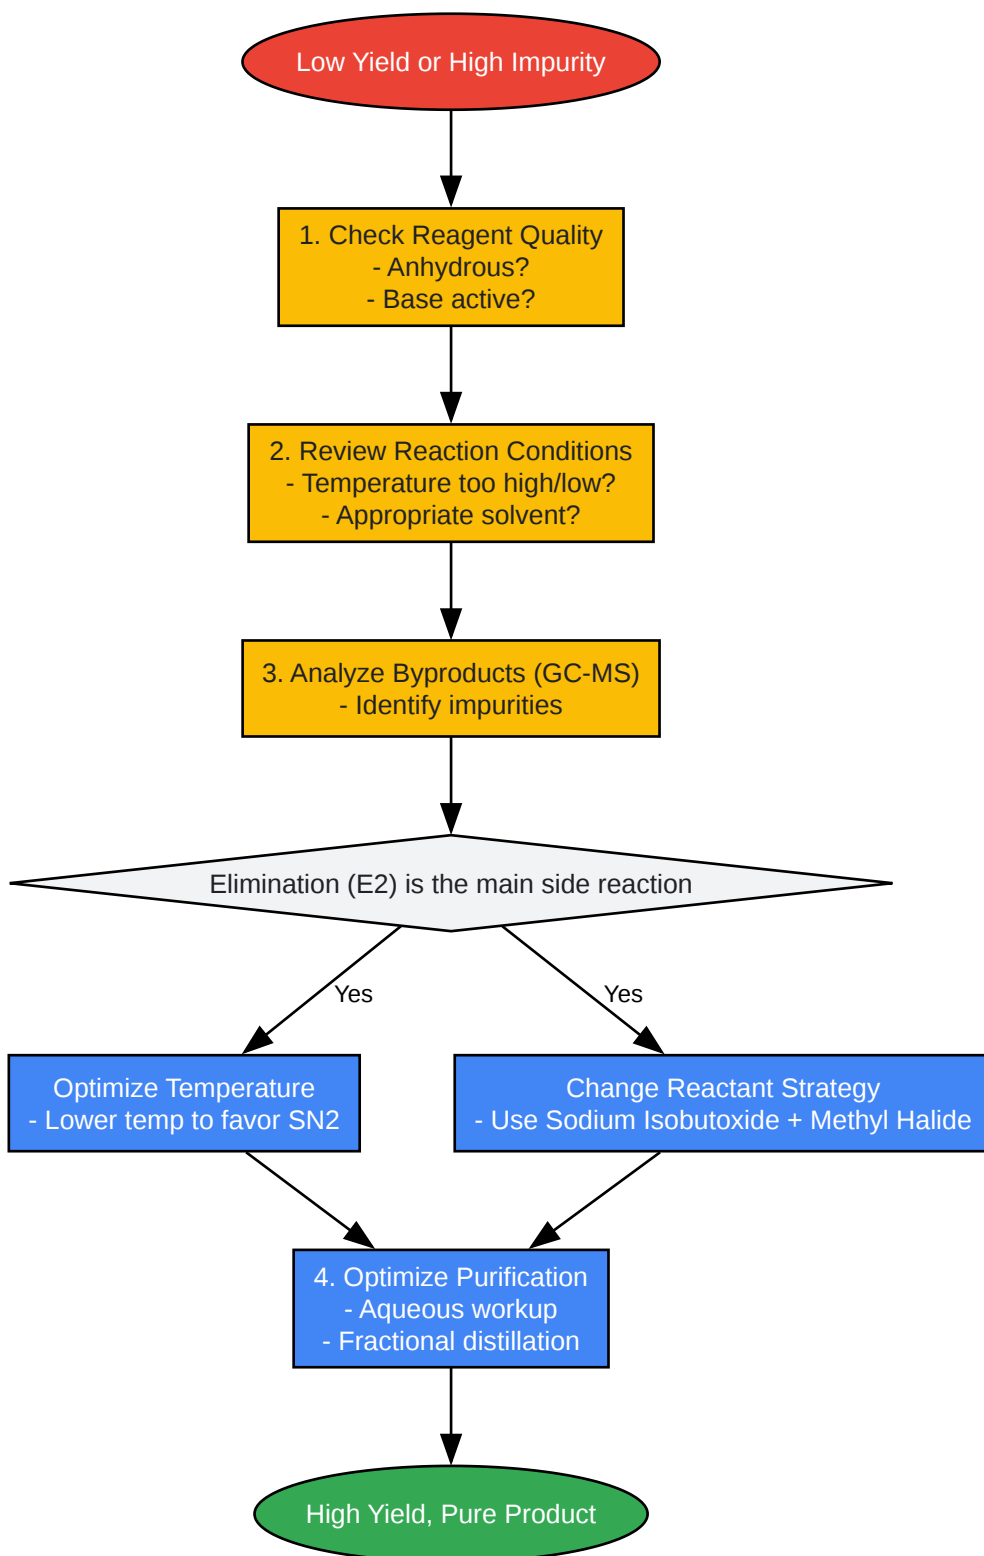 Low Yield or High Impurity
1. Check Reagent Quality
- Anhydrous?
- Base active?
2. Review Reaction Conditions
- Temperature too high/low?
- Appropriate solvent?
3. Analyze Byproducts (GC-MS)
- Identify impurities
Elimination (E2) is the main side reaction
Yes
Yes
Optimize Temperature
- Lower temp to favor SN2
Change Reactant Strategy
- Use Sodium Isobutoxide + Methyl Halide
4. Optimize Purification
- Aqueous workup
- Fractional distillation
High Yield, Pure Product